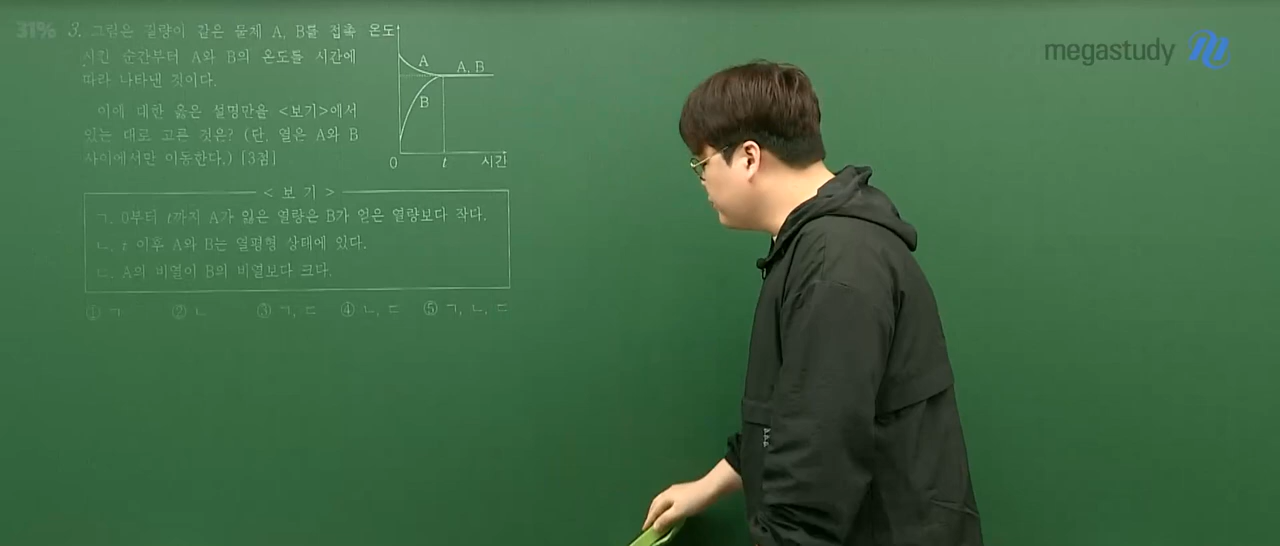 31%
3. 그림은 질량이 같은 물체 A, B를 접촉
시킨 순간부터 A와 B의 온도를 시간에
따라 나타낸 것이다.
이에 대한 옳은 설명만을 <보기>에서
있는 대로 고른 것은? (단, 열은 A와 B
사이에서만 이동한다.) [3점]
온도
A
A, B
B
0
t
시간
< 보 기 >
ㄱ. 0부터 t까지 A가 잃은 열량은 B가 얻은 열량보다 작다.
ㄴ. t 이후 A와 B는 열평형 상태에 있다.
ㄷ. A의 비열이 B의 비열보다 크다.
① ㄱ ② ㄴ ③ ㄱ, ㄷ ④ ㄴ, ㄷ ⑤ ㄱ, ㄴ, ㄷ
megastudy